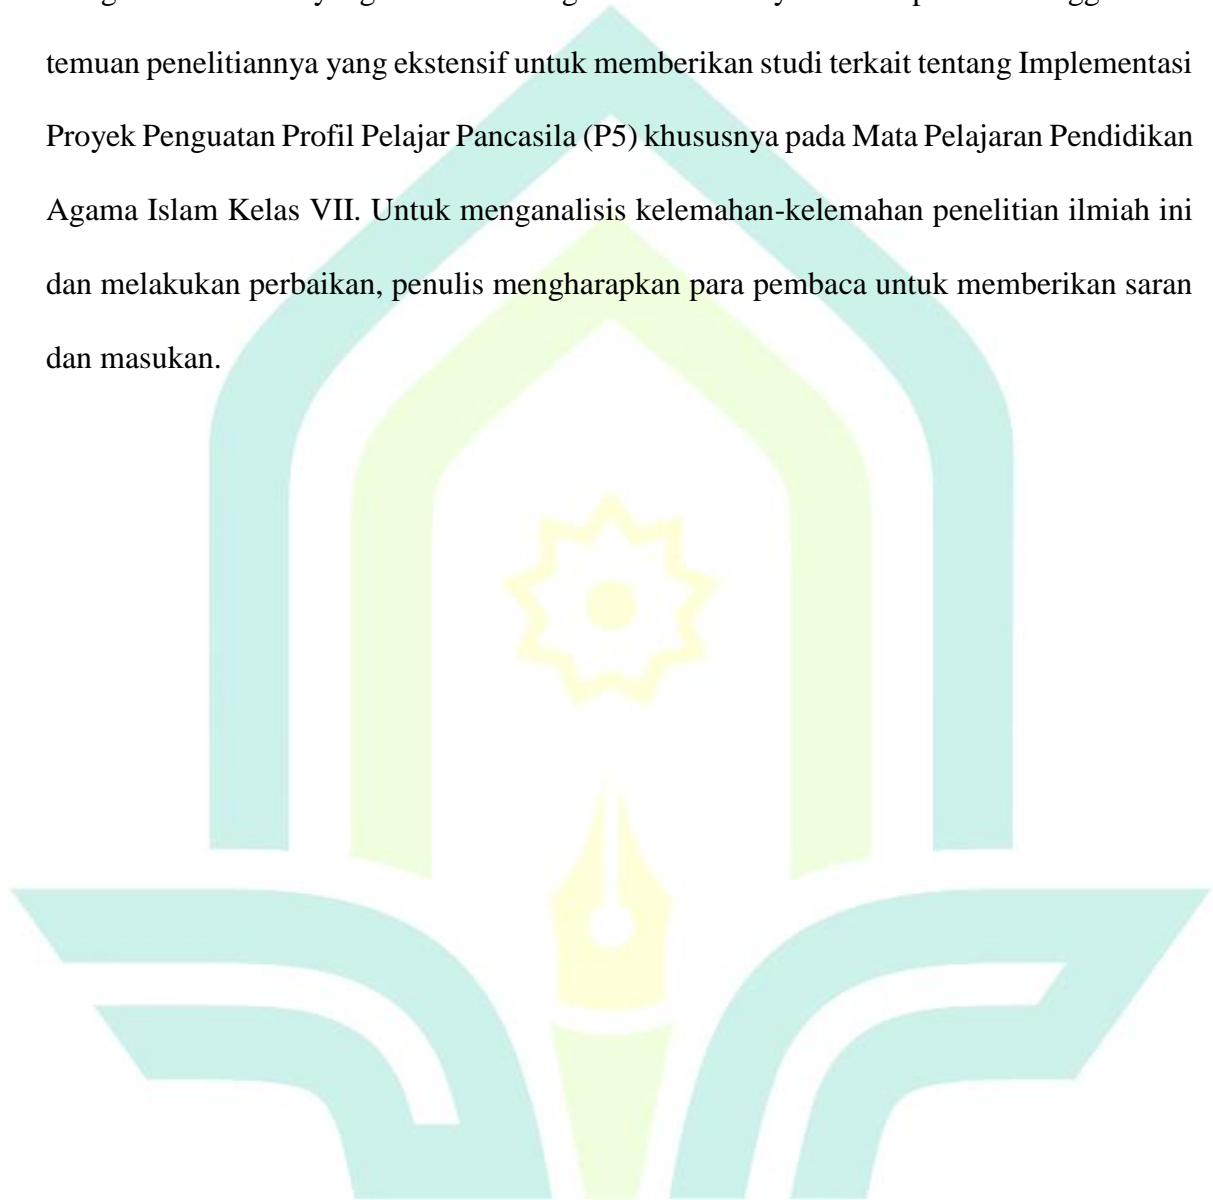 temuan penelitiannya yang ekstensif untuk memberikan studi terkait tentang Implementasi
Proyek Penguatan Profil Pelajar Pancasila (P5) khususnya pada Mata Pelajaran Pendidikan
Agama Islam Kelas VII. Untuk menganalisis kelemahan-kelemahan penelitian ilmiah ini
dan melakukan perbaikan, penulis mengharapkan para pembaca untuk memberikan saran
dan masukan.